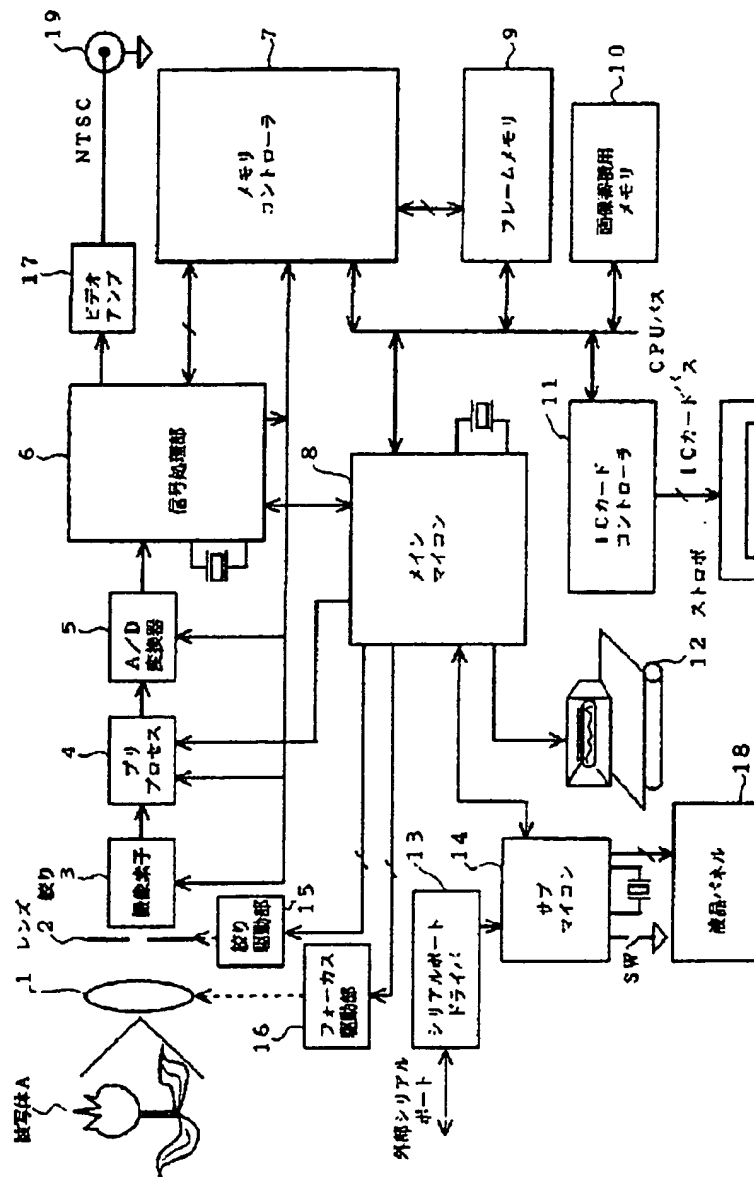 被写体A
1
レンズ
2
絞り
3
撮像素子
4
プリ
プロセス
5
A/D
変換器
6
信号処理部
17
ビデオ
アンプ
NTSC
19
7
メモリ
コントローラ
16
フォーカス
駆動部
15
絞り
駆動部
8
メイン
マイコン
9
フレームメモリ
10
画像蓄積用
メモリ
CPUバス
外部シリアル
ポート
13
シリアルポート
ドライバ
14
サブ
マイコン
SW
12
ストロボ
11
ICカード
コントローラ
ICカードバス
18
液晶パネル